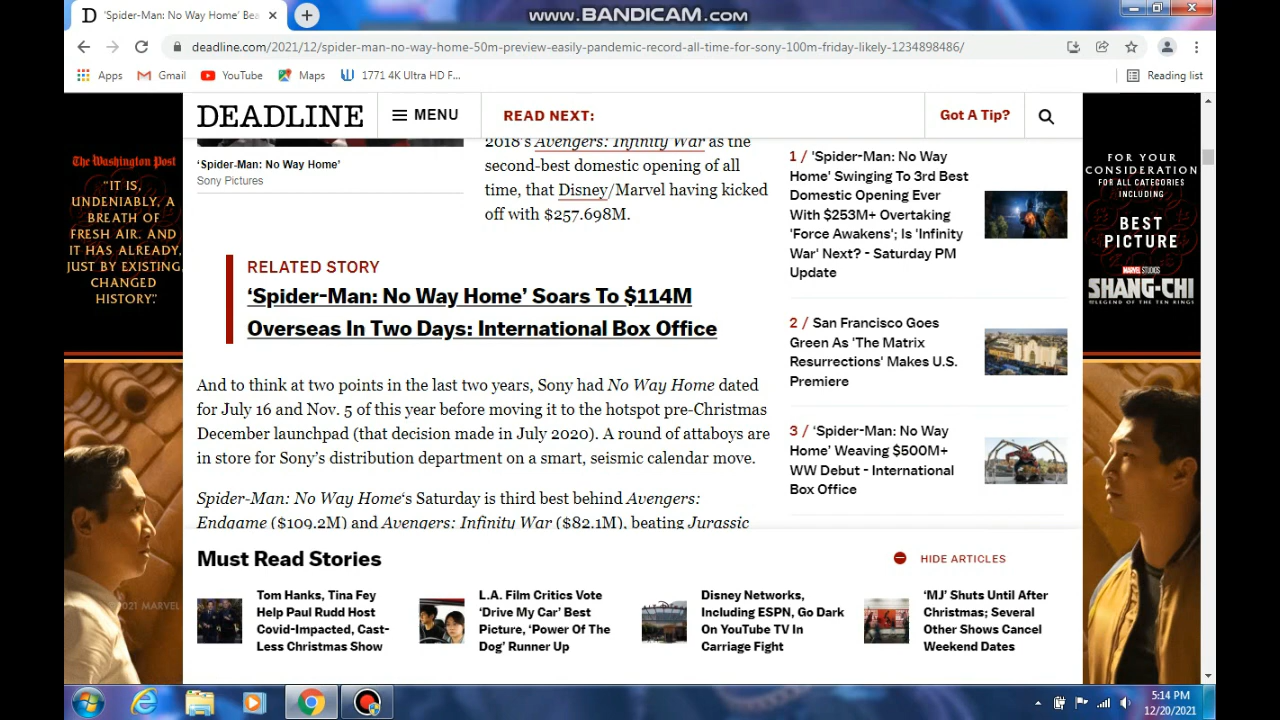 www.BANDICAM.com
'Spider-Man: No Way Home' Bea
deadline.com/2021/12/spider-man-no-way-home-50m-preview-easily-pandemic-record-all-time-for-sony-100m-friday-likely-1234898486/
Apps
Gmail
YouTube
Maps
1771 4K Ultra HD F...
Reading list
DEADLINE
MENU
READ NEXT:
Got A Tip?
The Washington Post
"IT IS,
UNDENIABLY, A
BREATH OF
FRESH AIR. AND
IT HAS ALREADY,
JUST BY EXISTING,
CHANGED
HISTORY."
2021 MARVEL
'Spider-Man: No Way Home'
Sony Pictures
2018's Avengers: Infinity War as the
second-best domestic opening of all
time, that Disney/Marvel having kicked
off with $257.698M.
RELATED STORY
'Spider-Man: No Way Home' Soars To $114M
Overseas In Two Days: International Box Office
And to think at two points in the last two years, Sony had No Way Home dated
for July 16 and Nov. 5 of this year before moving it to the hotspot pre-Christmas
December launchpad (that decision made in July 2020). A round of attaboys are
in store for Sony's distribution department on a smart, seismic calendar move.
Spider-Man: No Way Home's Saturday is third best behind Avengers:
Endgame ($109.2M) and Avengers: Infinity War ($82.1M), beating Jurassic
1 / 'Spider-Man: No Way
Home' Swinging To 3rd Best
Domestic Opening Ever
With $253M+ Overtaking
'Force Awakens'; Is 'Infinity
War' Next? - Saturday PM
Update
2 / San Francisco Goes
Green As 'The Matrix
Resurrections' Makes U.S.
Premiere
3 / 'Spider-Man: No Way
Home' Weaving $500M+
WW Debut - International
Box Office
FOR YOUR
CONSIDERATION
FOR ALL CATEGORIES
INCLUDING
BEST
PICTURE
MARVEL STUDIOS
SHANG-CHI
AND THE LEGEND OF THE TEN RINGS
Must Read Stories
HIDE ARTICLES
Tom Hanks, Tina Fey
Help Paul Rudd Host
Covid-Impacted, Cast-
Less Christmas Show
L.A. Film Critics Vote
'Drive My Car' Best
Picture, 'Power Of The
Dog' Runner Up
Disney Networks,
Including ESPN, Go Dark
On YouTube TV In
Carriage Fight
'MJ' Shuts Until After
Christmas; Several
Other Shows Cancel
Weekend Dates
5:14 PM
12/20/2021